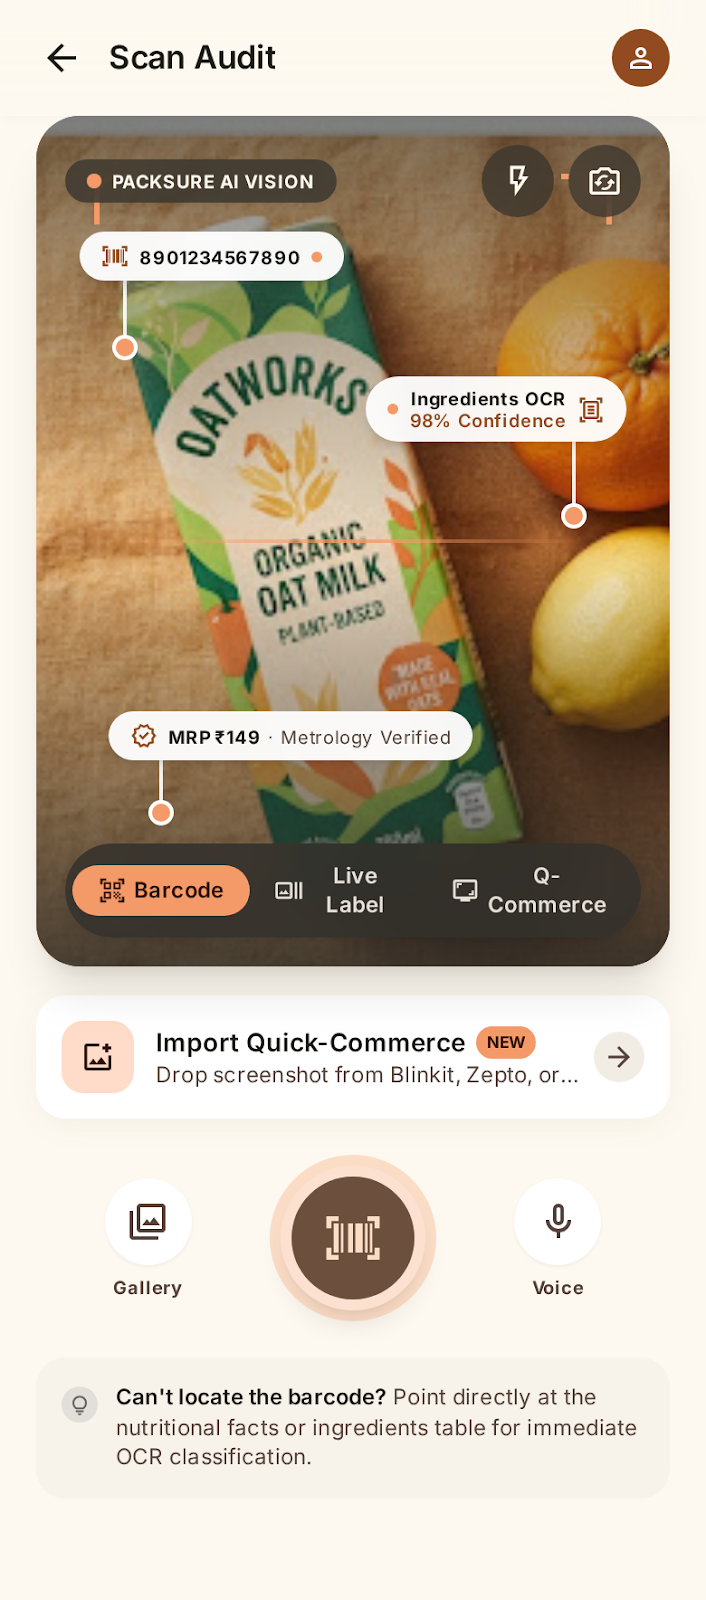 Scan Audit
PACKSURE AI VISION
8901234567890
OATWORKS
Ingredients OCR
98% Confidence
ORGANIC
OAT MILK
PLANT-BASED
"MADE
WITH REAL
OATS
MRP ₹149 · Metrology Verified
Barcode
Live
Label
Q-
Commerce
Import Quick-Commerce NEW
Drop screenshot from Blinkit, Zepto, or...
Gallery
Voice
Can't locate the barcode? Point directly at the
nutritional facts or ingredients table for immediate
OCR classification.